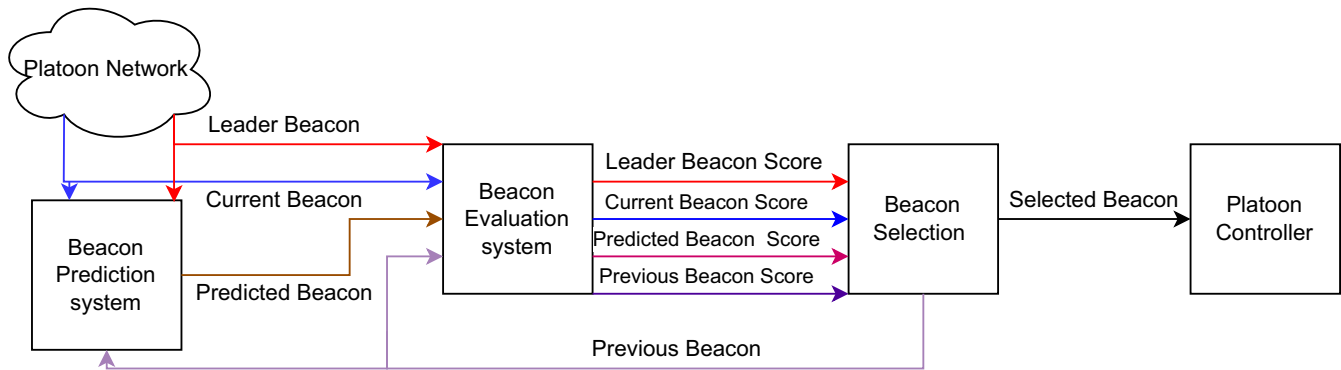 Platoon Network
Leader Beacon
Current Beacon
Beacon
Prediction
system
Predicted Beacon
Beacon
Evaluation
system
Leader Beacon Score
Current Beacon Score
Predicted Beacon  Score
Previous Beacon Score
Beacon
Selection
Selected Beacon
Platoon
Controller
Previous Beacon